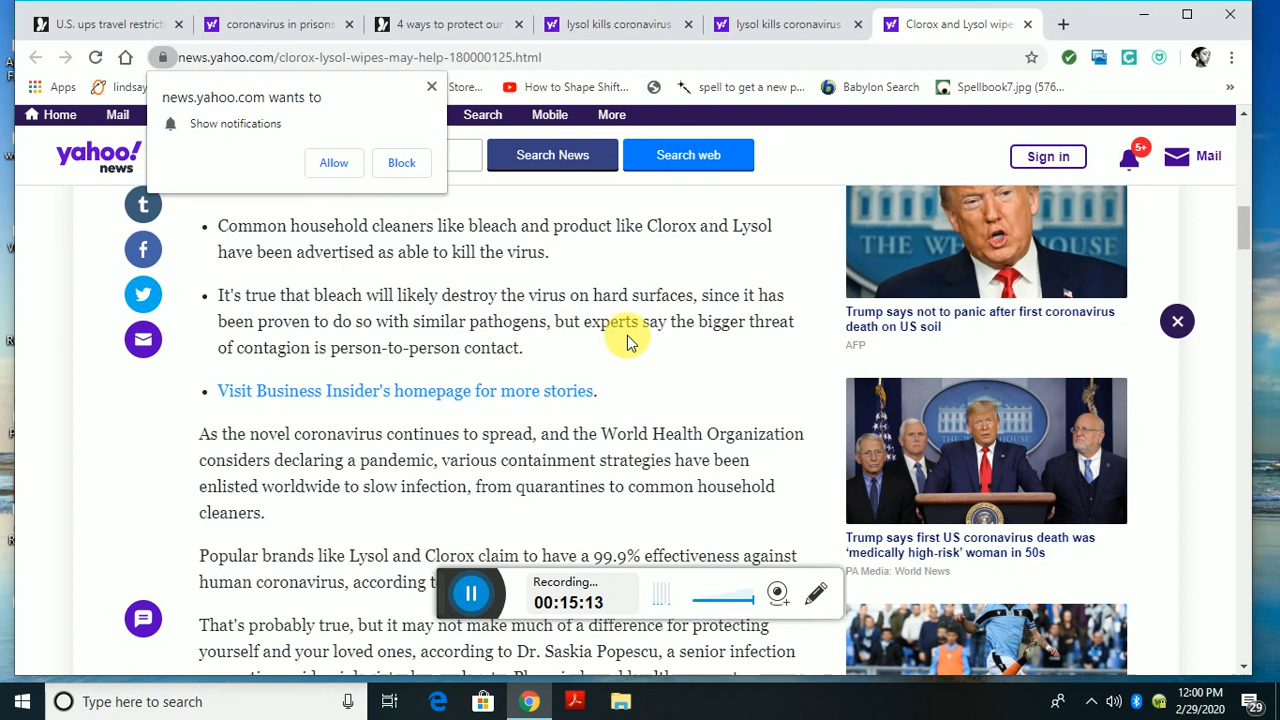 U.S. ups travel restrict
coronavirus in prisons
4 ways to protect our
lysol kills coronavirus
lysol kills coronavirus
Clorox and Lysol wipe
news.yahoo.com/clorox-lysol-wipes-may-help-180000125.html
Apps
lindsay
Store...
How to Shape Shift...
spell to get a new p...
Babylon Search
Spellbook7.jpg (576...
»
news.yahoo.com wants to
Show notifications
Allow
Block
Home
Mail
Search
Mobile
More
yahoo!
news
Search News
Search web
Sign in
5+
Mail
Common household cleaners like bleach and product like Clorox and Lysol
have been advertised as able to kill the virus.
It's true that bleach will likely destroy the virus on hard surfaces, since it has
been proven to do so with similar pathogens, but experts say the bigger threat
of contagion is person-to-person contact.
Visit Business Insider's homepage for more stories.
As the novel coronavirus continues to spread, and the World Health Organization
considers declaring a pandemic, various containment strategies have been
enlisted worldwide to slow infection, from quarantines to common household
cleaners.
Popular brands like Lysol and Clorox claim to have a 99.9% effectiveness against
human coronavirus, according t
That's probably true, but it may not make much of a difference for protecting
yourself and your loved ones, according to Dr. Saskia Popescu, a senior infection
THE WHITE HOUSE
Trump says not to panic after first coronavirus
death on US soil
AFP
Trump says first US coronavirus death was
'medically high-risk' woman in 50s
PA Media: World News
Recording...
00:15:13
Type here to search
12:00 PM
2/29/2020
29